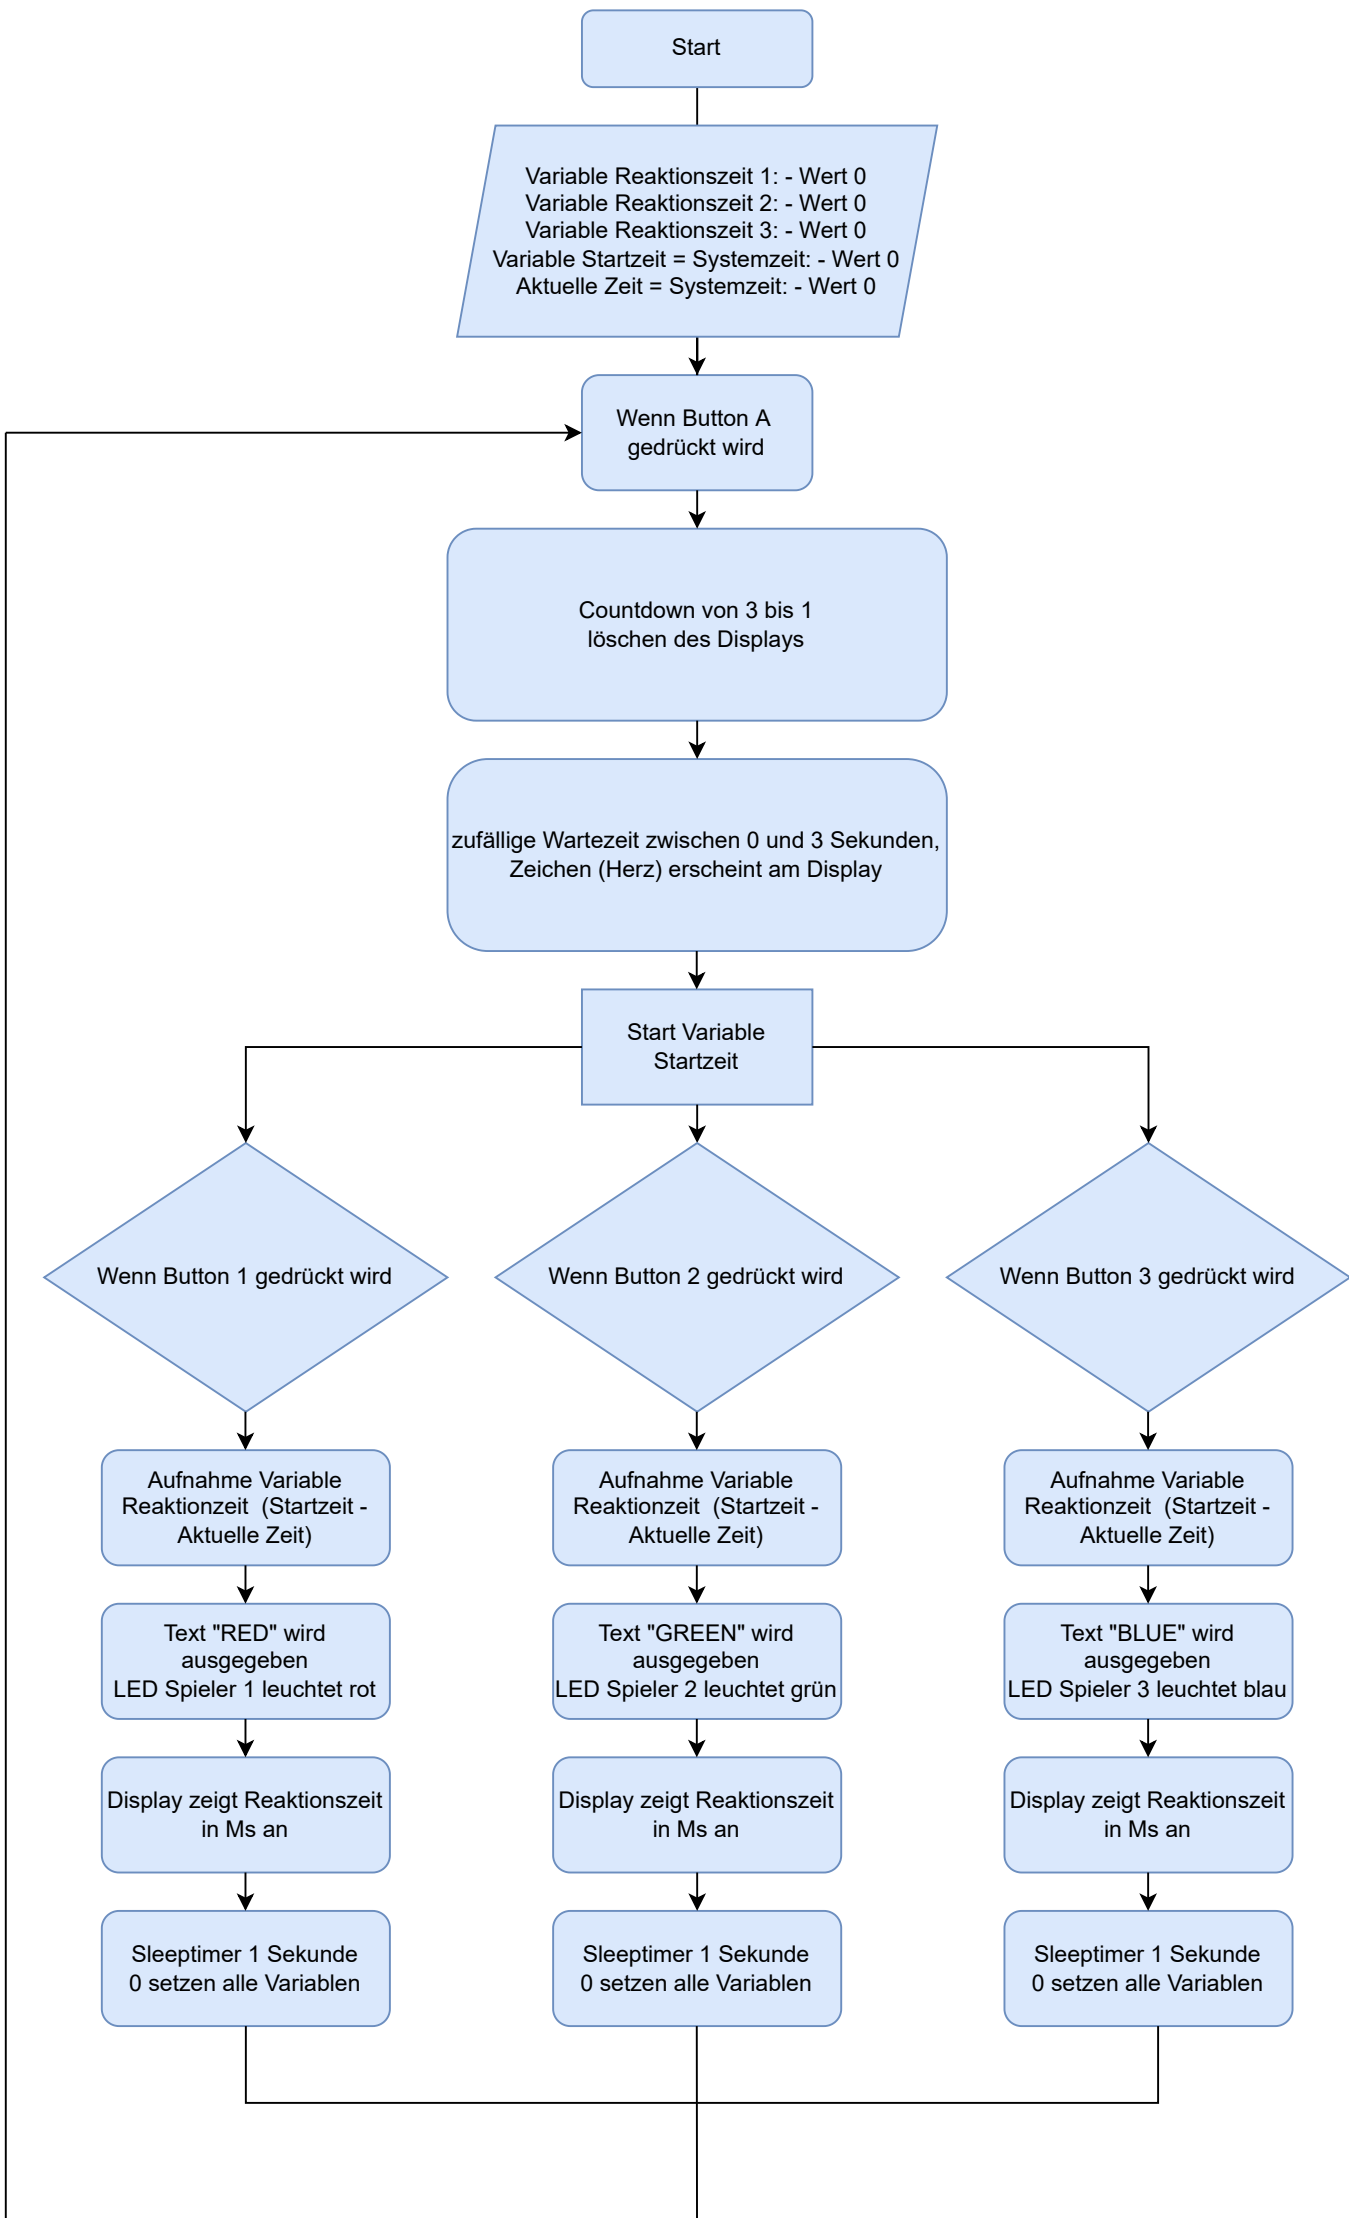 Start
Variable Reaktionszeit 1: - Wert 0
Variable Reaktionszeit 2: - Wert 0
Variable Reaktionszeit 3: - Wert 0
Variable Startzeit = Systemzeit: - Wert 0
Aktuelle Zeit = Systemzeit: - Wert 0
Wenn Button A
gedrückt wird
Countdown von 3 bis 1
löschen des Displays
zufällige Wartezeit zwischen 0 und 3 Sekunden,
Zeichen (Herz) erscheint am Display
Start Variable
Startzeit
Wenn Button 1 gedrückt wird
Wenn Button 2 gedrückt wird
Wenn Button 3 gedrückt wird
Aufnahme Variable
Reaktionzeit  (Startzeit -
Aktuelle Zeit)
Aufnahme Variable
Reaktionzeit  (Startzeit -
Aktuelle Zeit)
Aufnahme Variable
Reaktionzeit  (Startzeit -
Aktuelle Zeit)
Text "RED" wird
ausgegeben
LED Spieler 1 leuchtet rot
Text "GREEN" wird
ausgegeben
LED Spieler 2 leuchtet grün
Text "BLUE" wird
ausgegeben
LED Spieler 3 leuchtet blau
Display zeigt Reaktionszeit
in Ms an
Display zeigt Reaktionszeit
in Ms an
Display zeigt Reaktionszeit
in Ms an
Sleeptimer 1 Sekunde
0 setzen alle Variablen
Sleeptimer 1 Sekunde
0 setzen alle Variablen
Sleeptimer 1 Sekunde
0 setzen alle Variablen